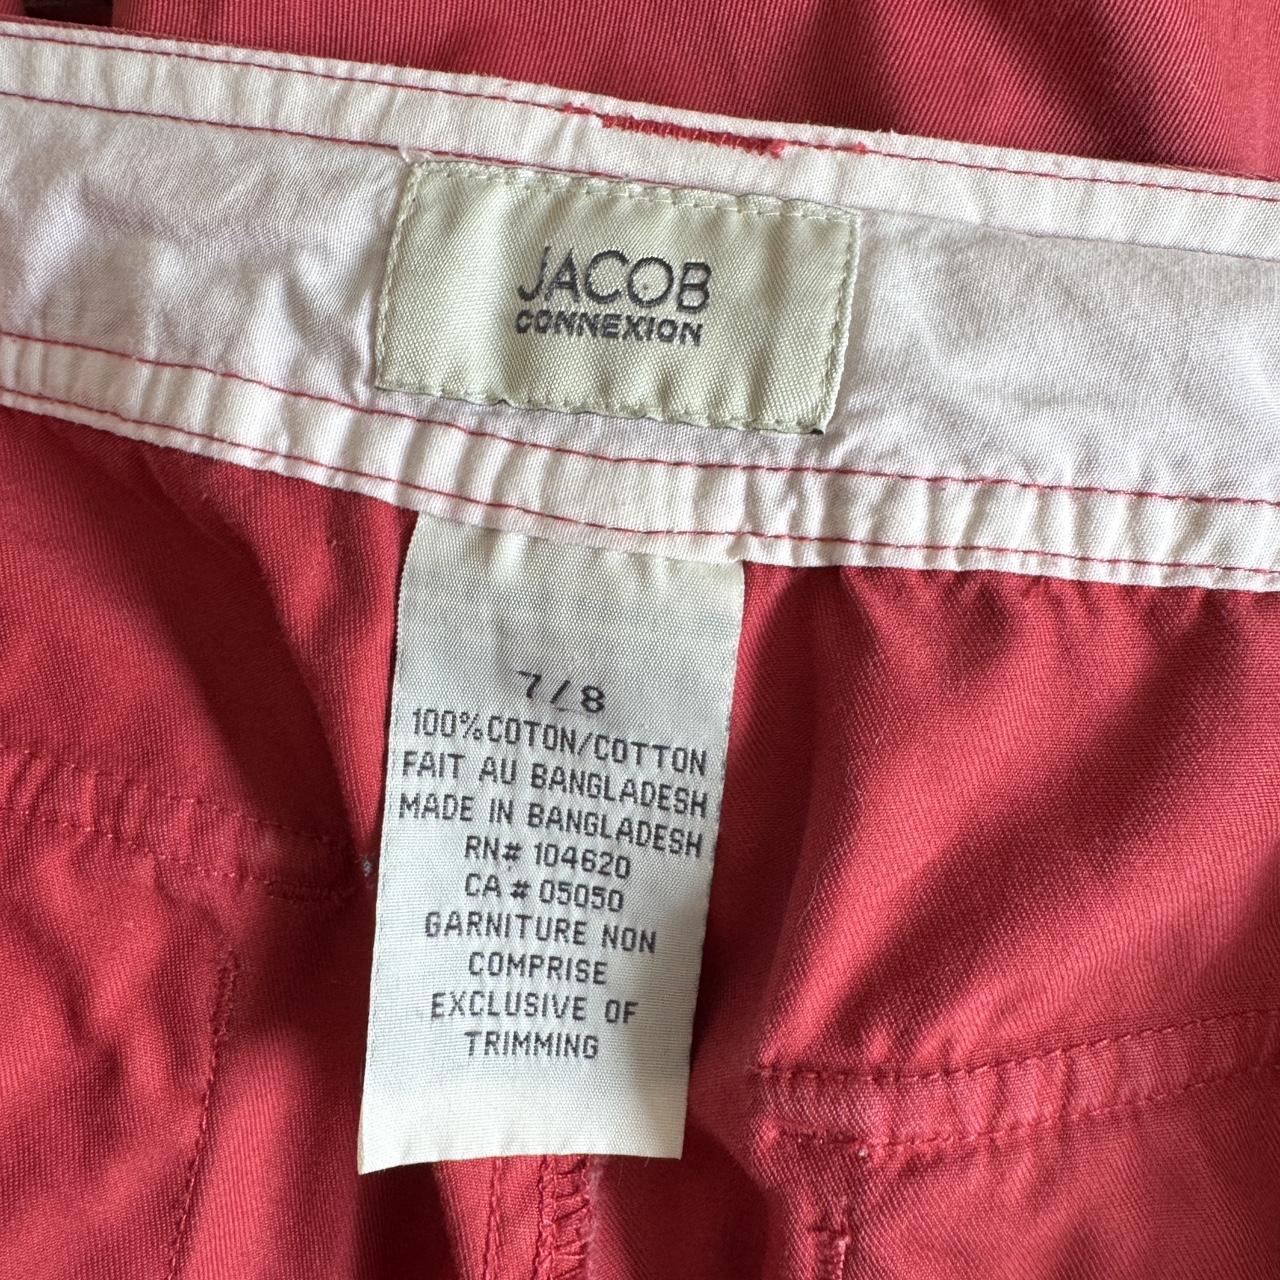 JACOB
CONNEXION
7/8
100%COTON/COTTON
FAIT AU BANGLADESH
MADE IN BANGLADESH
RN# 104620
CA # 05050
GARNITURE NON
COMPRISE
EXCLUSIVE OF
TRIMMING